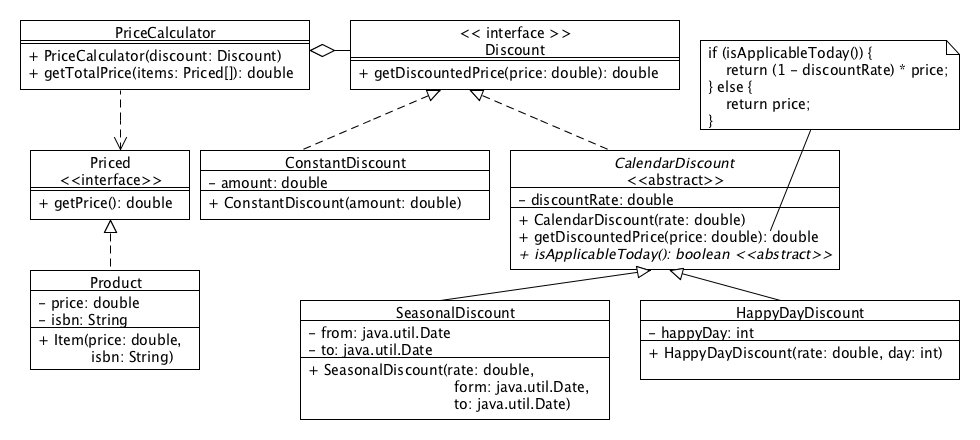 PriceCalculator
+ PriceCalculator(discount: Discount)
+ getTotalPrice(items: Priced[]): double
<< interface >>
Discount
+ getDiscountedPrice(price: double): double
if (isApplicableToday()) {
return (1 – discountRate) * price;
} else {
return price;
}
Priced
<<interface>>
+ getPrice(): double
ConstantDiscount
– amount: double
+ ConstantDiscount(amount: double)
CalendarDiscount
<<abstract>>
– discountRate: double
+ CalendarDiscount(rate: double)
+ getDiscountedPrice(price: double): double
+ isApplicableToday(): boolean <<abstract>>
Product
– price: double
– isbn: String
+ Item(price: double,
isbn: String)
SeasonalDiscount
– from: java.util.Date
– to: java.util.Date
+ SeasonalDiscount(rate: double,
form: java.util.Date,
to: java.util.Date)
HappyDayDiscount
– happyDay: int
+ HappyDayDiscount(rate: double, day: int)